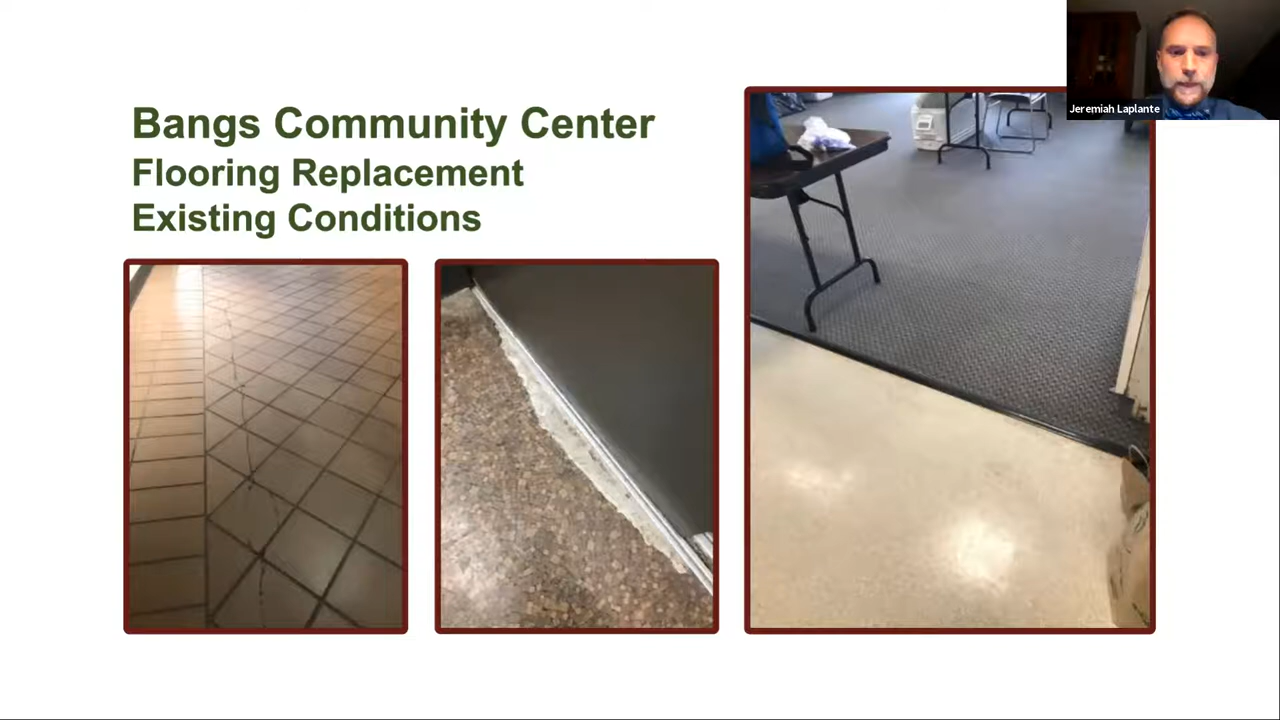 Bangs Community Center
Flooring Replacement
Existing Conditions
Jeremiah Laplante